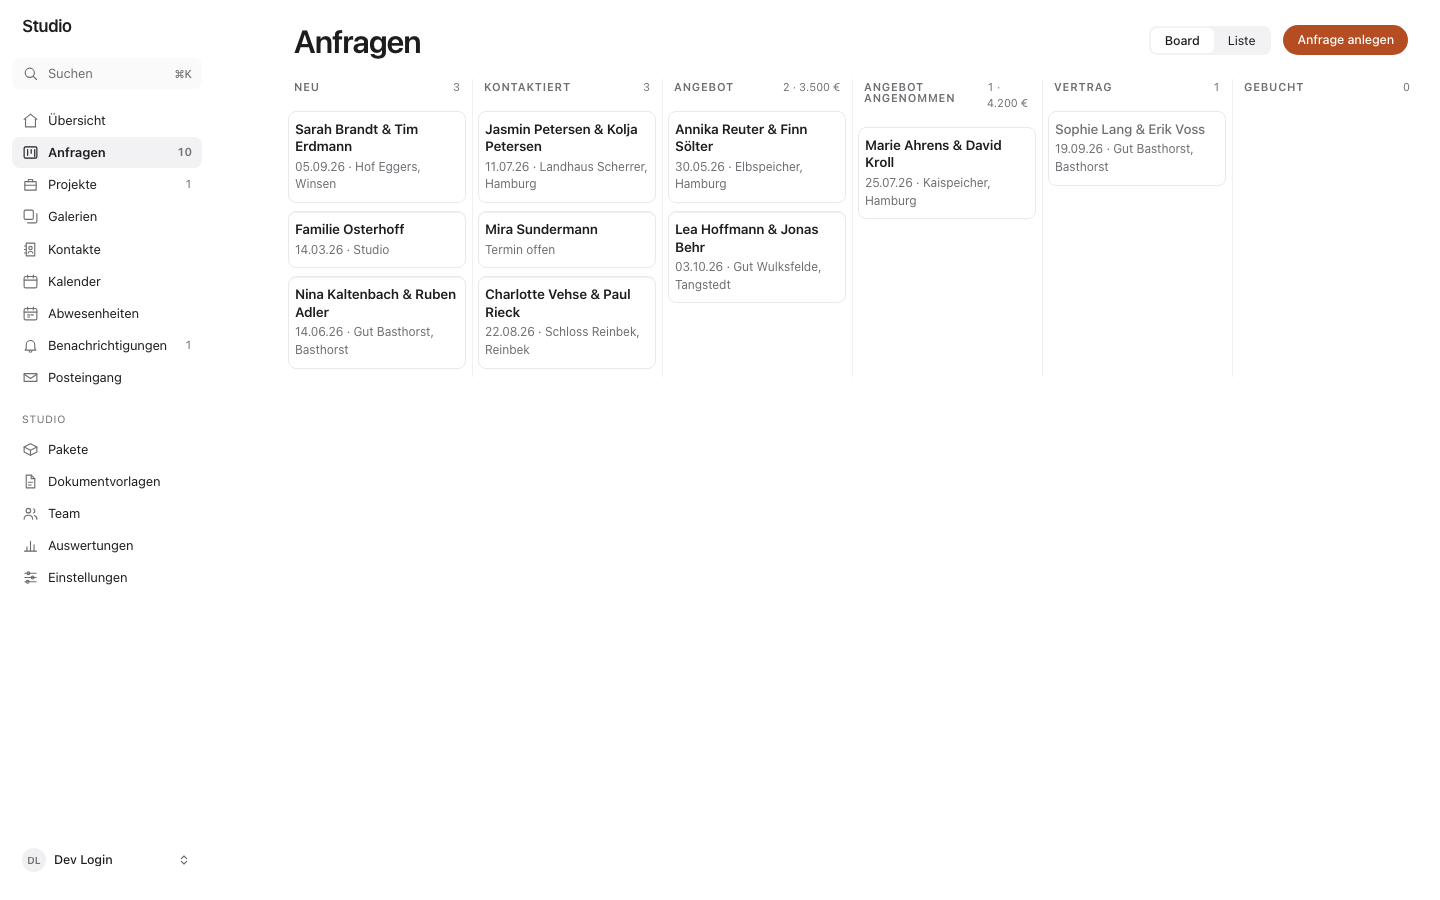 Studio
Suchen ⌘K
Übersicht
Anfragen 10
Projekte 1
Galerien
Kontakte
Kalender
Abwesenheiten
Benachrichtigungen 1
Posteingang
STUDIO
Pakete
Dokumentvorlagen
Team
Auswertungen
Einstellungen
DL Dev Login
Anfragen
Board Liste
Anfrage anlegen
NEU 3
Sarah Brandt & Tim
Erdmann
05.09.26 · Hof Eggers,
Winsen
Familie Osterhoff
14.03.26 · Studio
Nina Kaltenbach & Ruben
Adler
14.06.26 · Gut Basthorst,
Basthorst
KONTAKTIERT 3
Jasmin Petersen & Kolja
Petersen
11.07.26 · Landhaus Scherrer,
Hamburg
Mira Sundermann
Termin offen
Charlotte Vehse & Paul
Rieck
22.08.26 · Schloss Reinbek,
Reinbek
ANGEBOT 2 · 3.500 €
Annika Reuter & Finn
Sölter
30.05.26 · Elbspeicher,
Hamburg
Lea Hoffmann & Jonas
Behr
03.10.26 · Gut Wulksfelde,
Tangstedt
ANGEBOT 1 ·
ANGENOMMEN 4.200 €
Marie Ahrens & David
Kroll
25.07.26 · Kaispeicher,
Hamburg
VERTRAG 1
Sophie Lang & Erik Voss
19.09.26 · Gut Basthorst,
Basthorst
GEBUCHT 0